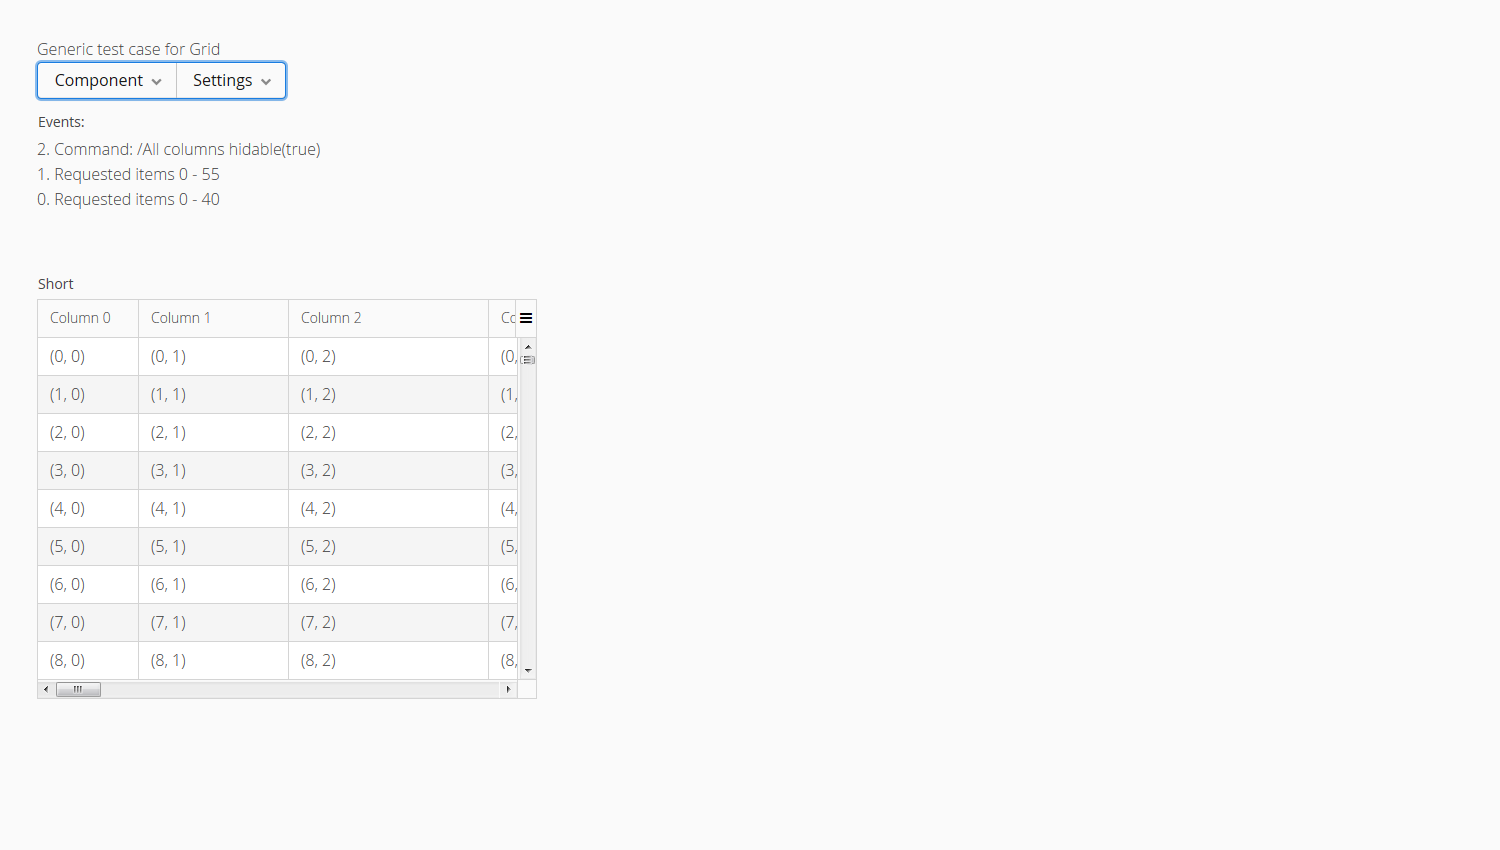 Generic test case for Grid
Component Settings
Events:
2. Command: /All columns hidable(true)
1. Requested items 0 - 55
0. Requested items 0 - 40
Short
Column 0 Column 1 Column 2 Co
(0, 0) (0, 1) (0, 2) (0,
(1, 0) (1, 1) (1, 2) (1,
(2, 0) (2, 1) (2, 2) (2,
(3, 0) (3, 1) (3, 2) (3,
(4, 0) (4, 1) (4, 2) (4,
(5, 0) (5, 1) (5, 2) (5,
(6, 0) (6, 1) (6, 2) (6,
(7, 0) (7, 1) (7, 2) (7,
(8, 0) (8, 1) (8, 2) (8,